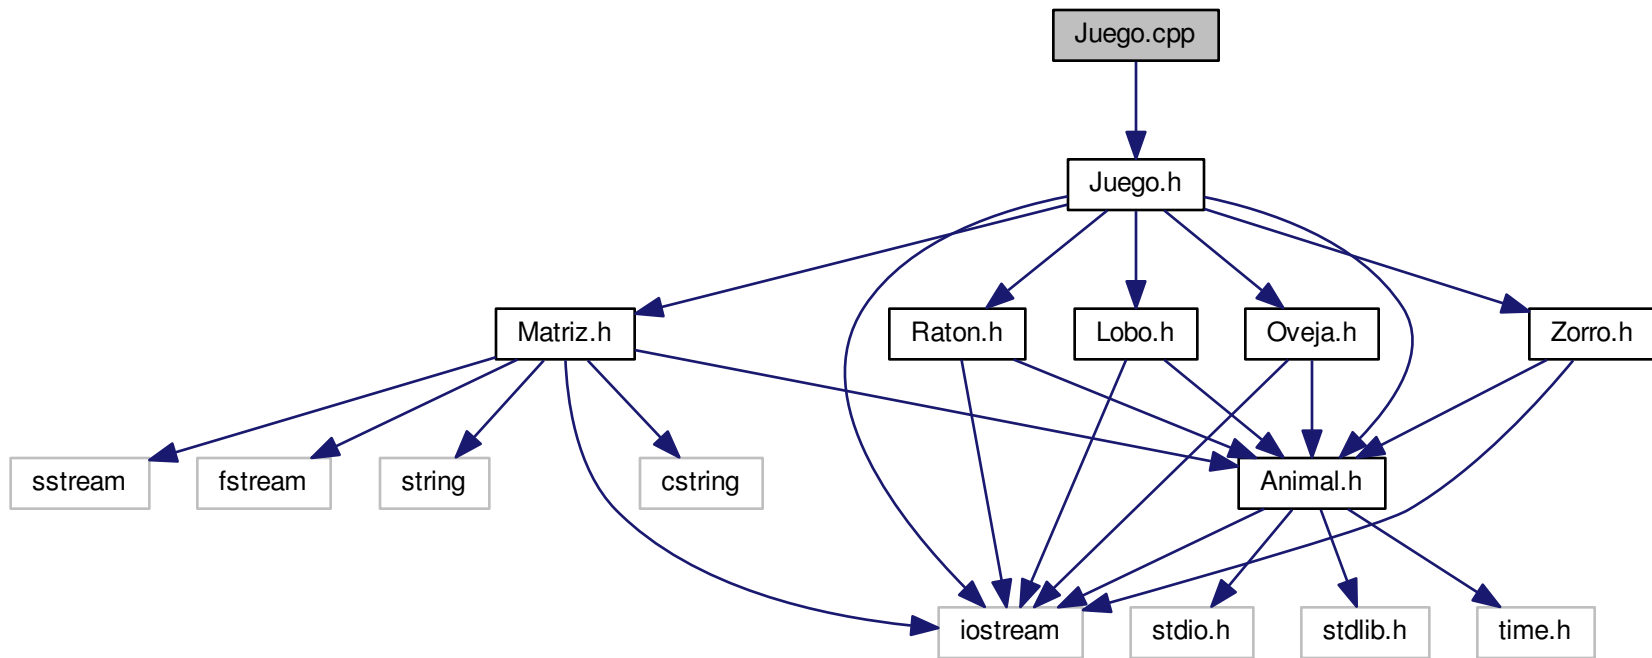 Juego.cpp
Juego.h
Matriz.h
Raton.h
Lobo.h
Oveja.h
Zorro.h
sstream
fstream
string
cstring
Animal.h
iostream
stdio.h
stdlib.h
time.h